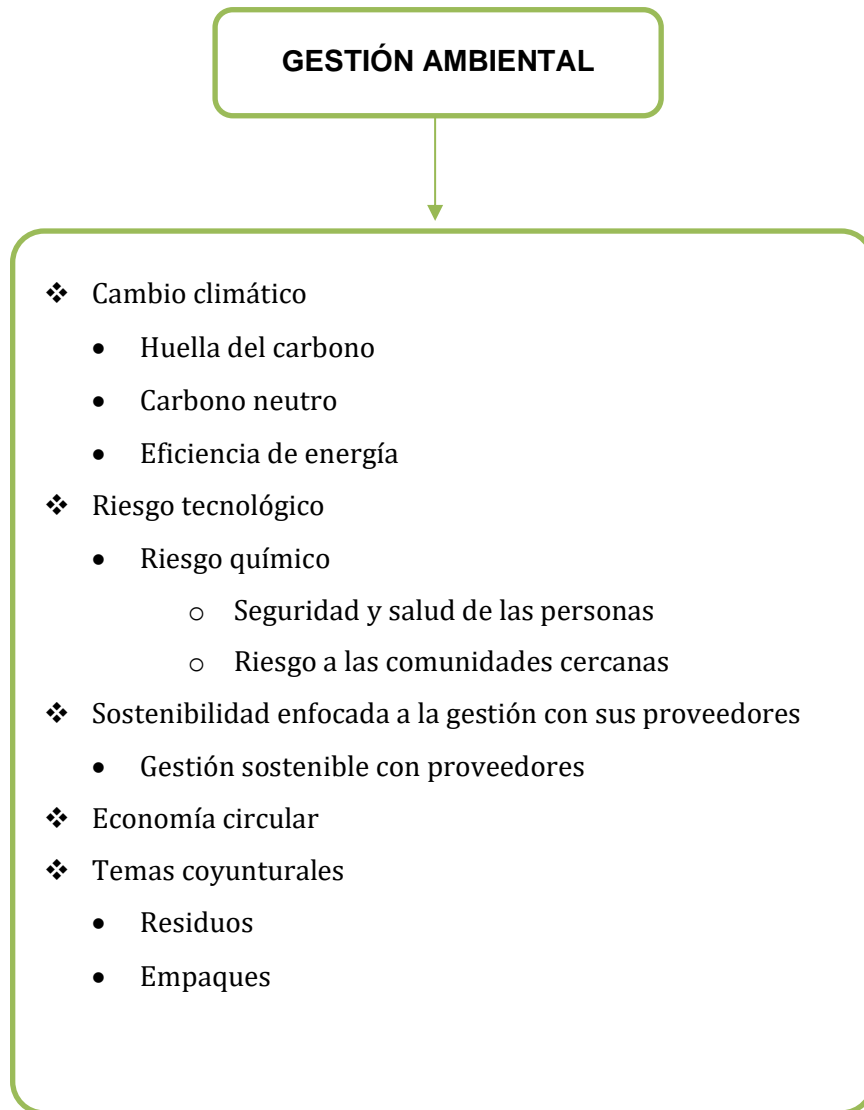 GESTIÓN AMBIENTAL
❖ Cambio climático
• Huella del carbono
• Carbono neutro
• Eficiencia de energía
❖ Riesgo tecnológico
• Riesgo químico
o Seguridad y salud de las personas
o Riesgo a las comunidades cercanas
❖ Sostenibilidad enfocada a la gestión con sus proveedores
• Gestión sostenible con proveedores
❖ Economía circular
❖ Temas coyunturales
• Residuos
• Empaques